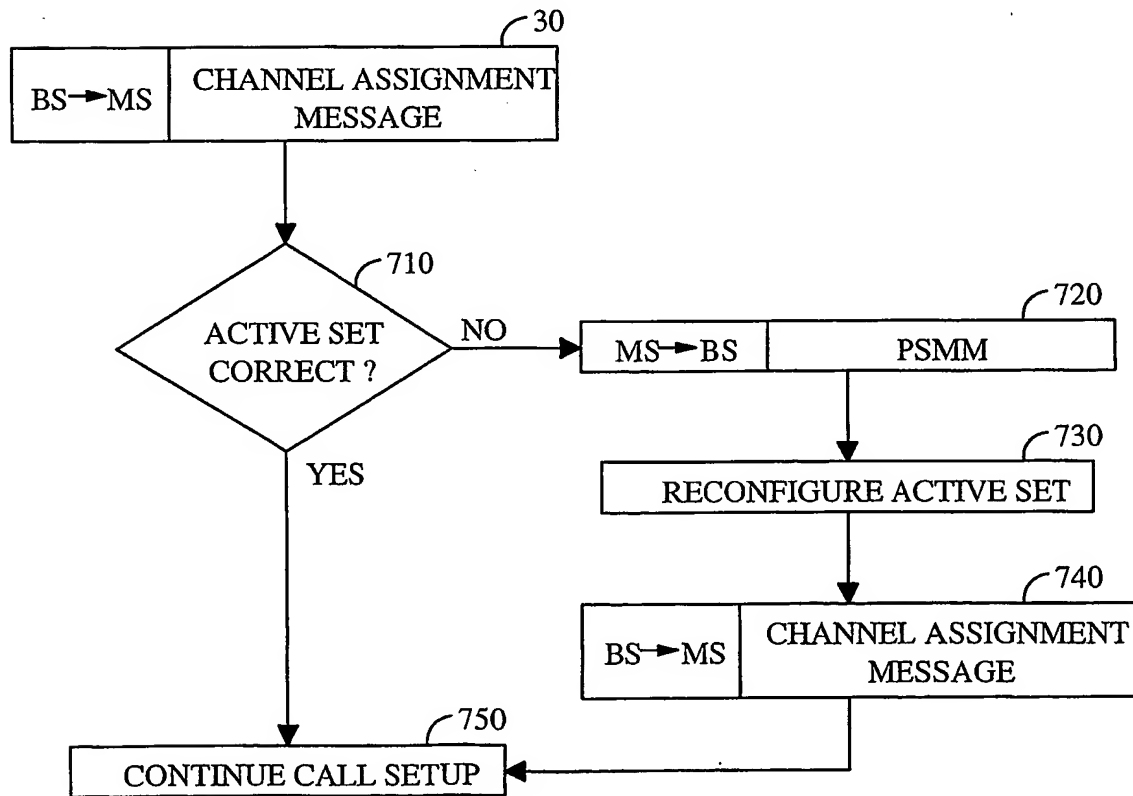 30
BS→MS
CHANNEL ASSIGNMENT
MESSAGE
710
ACTIVE SET
CORRECT ?
NO
YES
720
MS→BS
PSMM
730
RECONFIGURE ACTIVE SET
740
BS→MS
CHANNEL ASSIGNMENT
MESSAGE
750
CONTINUE CALL SETUP